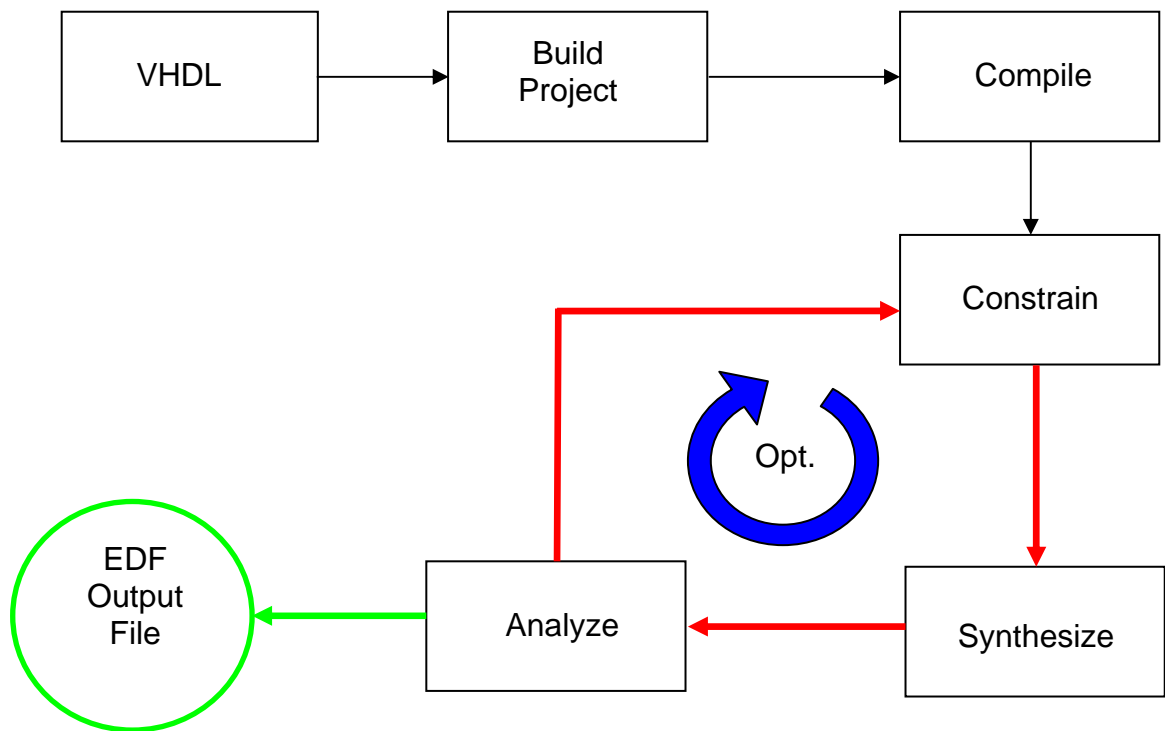 VHDL
Build
Project
Compile
Constrain
Opt.
EDF
Output
File
Analyze
Synthesize